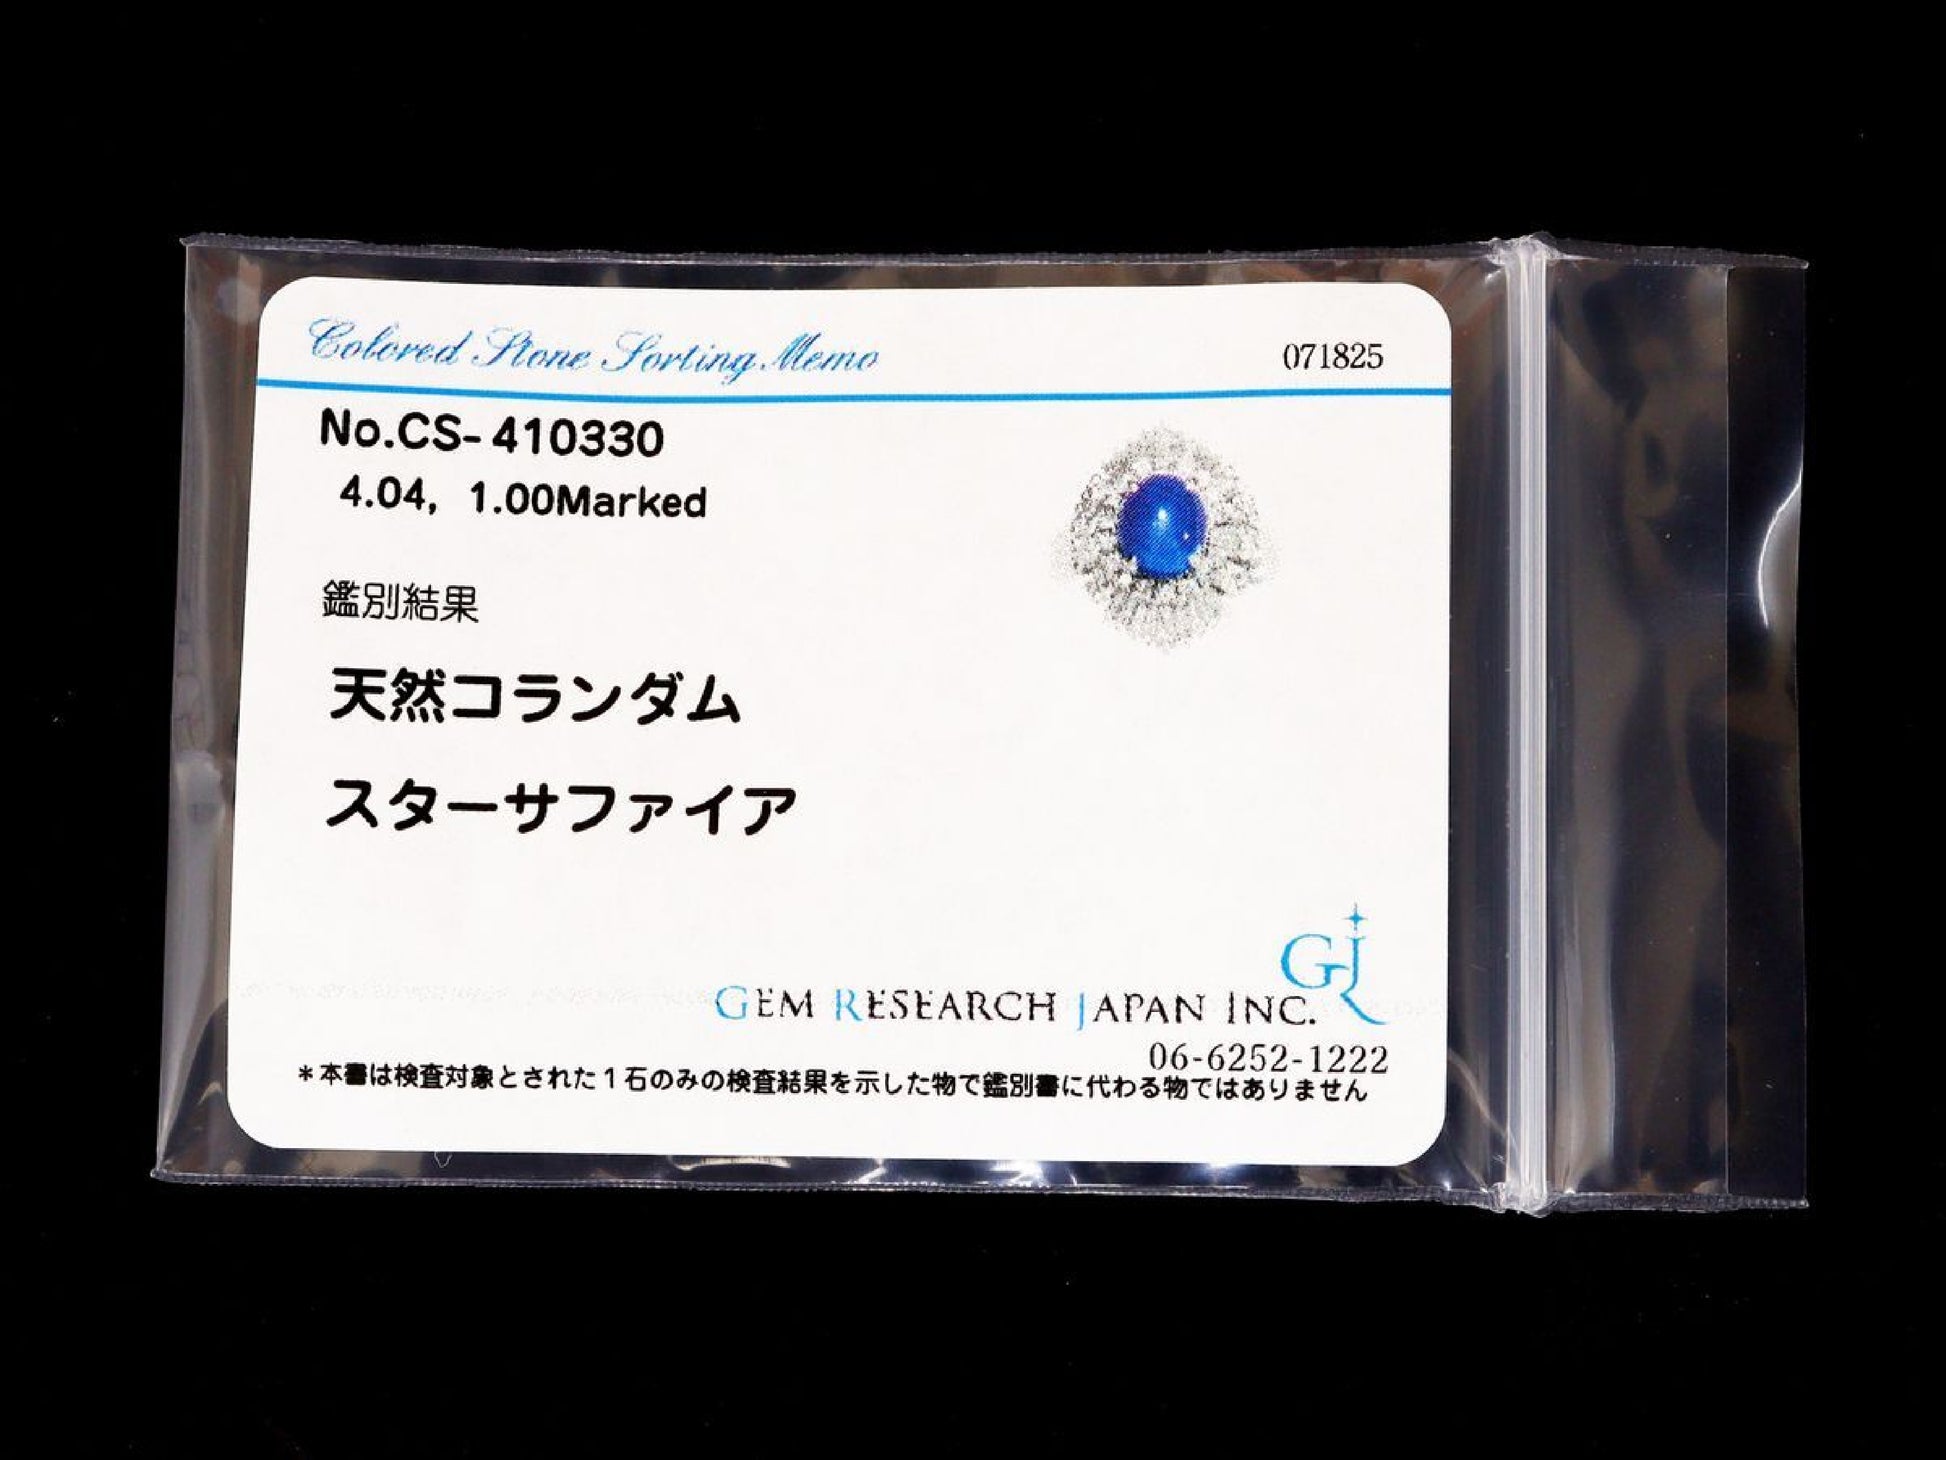 Colored Stone Sorting Memo
071825
No.CS-410330
4.04, 1.00Marked
鑑別結果
天然コランダム
スターサファイア
GJR
GEM RESEARCH JAPAN INC.
06-6252-1222
*本書は検査対象とされた1石のみの検査結果を示した物で鑑別書に代わる物ではありません